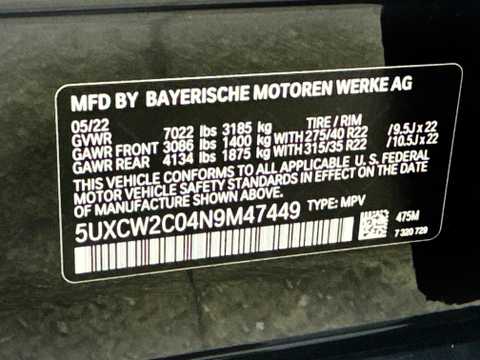 MFD BY BAYERISCHE MOTOREN WERKE AG
05/22 TIRE / RIM
GVWR 7022 lbs 3185 kg
GAWR FRONT 3086 lbs 1400 kg WITH 275/40 R22 /9.5J x 22
GAWR REAR 4134 lbs 1875 kg WITH 315/35 R22 /10.5J x 22
THIS VEHICLE CONFORMS TO ALL APPLICABLE U.S. FEDERAL
MOTOR VEHICLE SAFETY STANDARDS IN EFFECT ON THE DATE
OF MANUFACTURE SHOWN ABOVE.
5UXCW2C04N9M47449 TYPE: MPV
475M
7 320 729